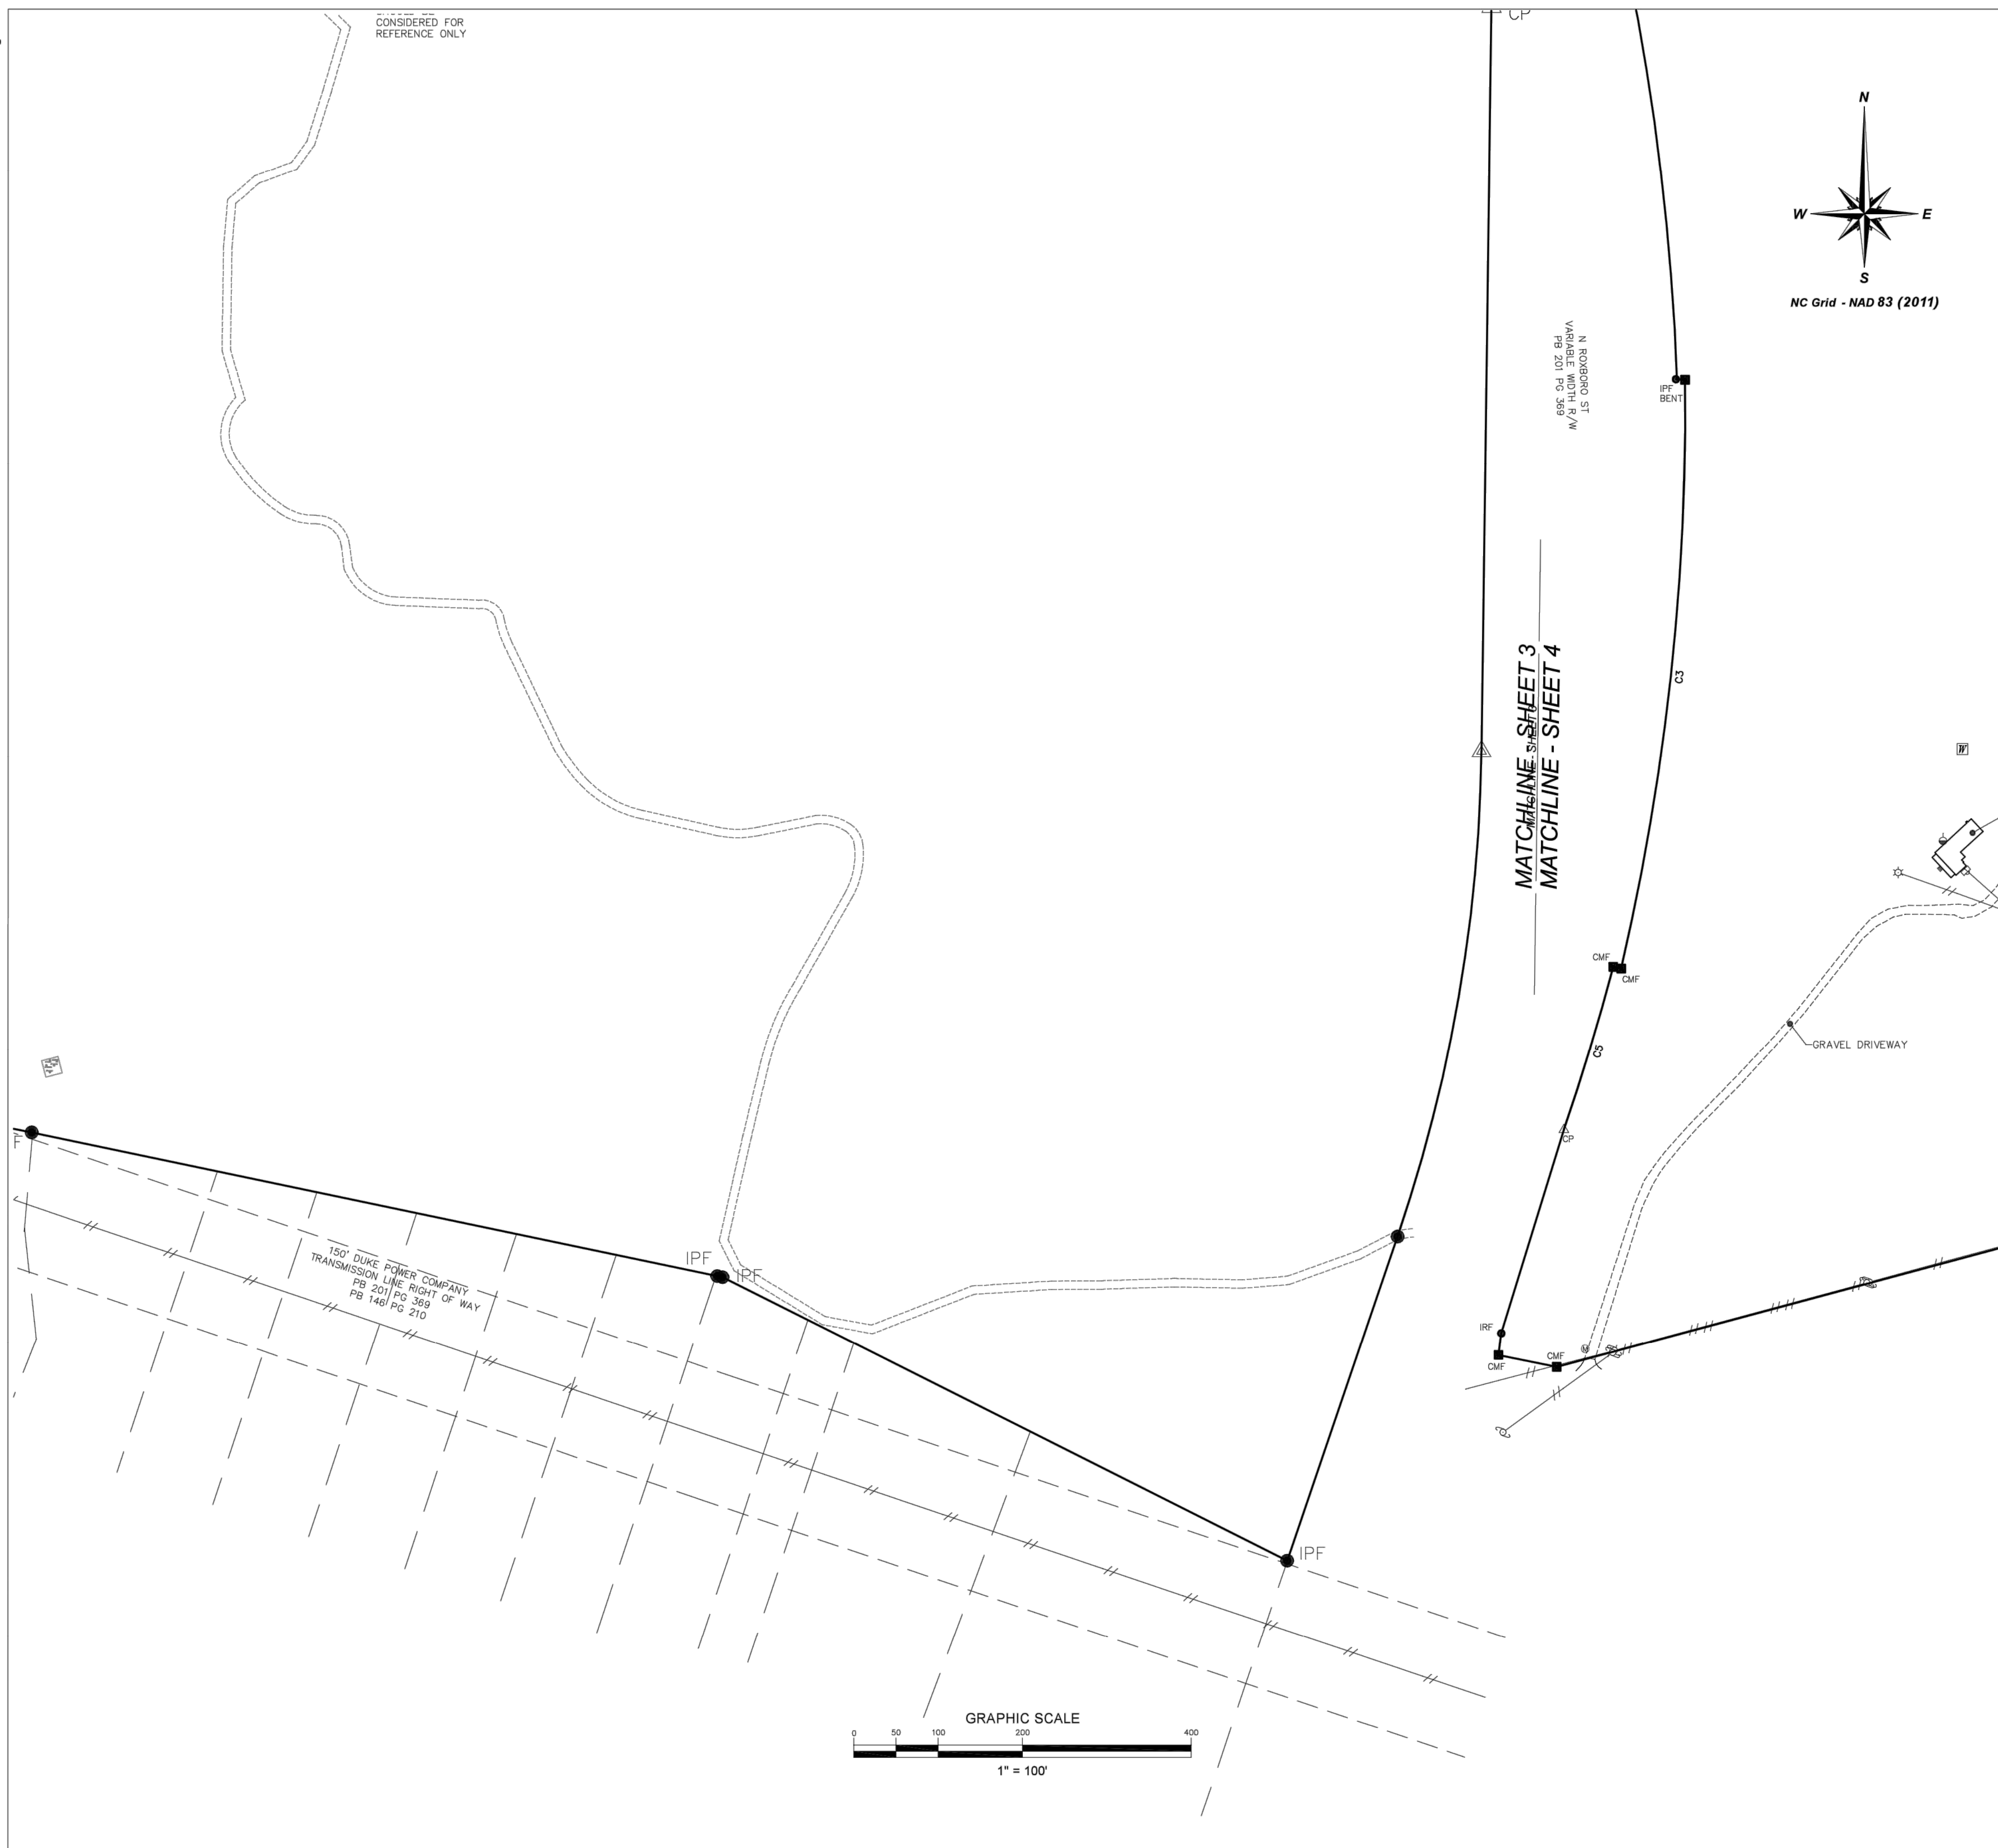 CONSIDERED FOR
REFERENCE ONLY
CP
N
W
E
S
NC Grid - NAD 83 (2011)
N ROXBORO ST
VARIABLE WIDTH R/W
PB 201 PG 369
IPF
BENT
C3
MATCHLINE - SHEET 3
MATCHLINE - SHEET 4
W
CMF
CMF
GRAVEL DRIVEWAY
C5
CP
F
IPF
IPF
150' DUKE POWER COMPANY
TRANSMISSION LINE RIGHT OF WAY
PB 201 PG 369
PB 146 PG 210
IRF
CMF
CMF
M
IPF
GRAPHIC SCALE
0 50 100 200 400
1" = 100'